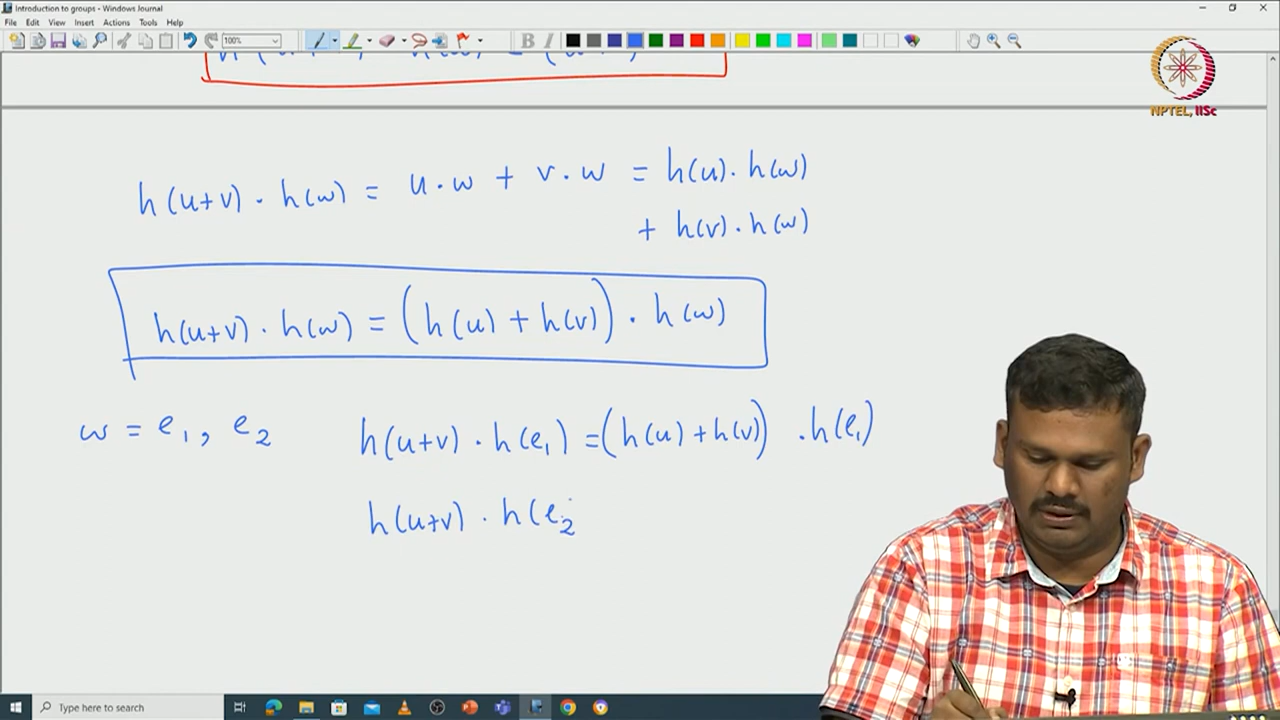 Introduction to groups - Windows Journal
File Edit View Insert Actions Tools Help
100%
B I
NPTEL, IISc
h(u+v) · h(w) = u·w + v·w = h(u)·h(w)
+ h(v)·h(w)
h(u+v) · h(w) = (h(u) + h(v)) · h(w)
w = e₁, e₂ h(u+v) · h(e₁) = (h(u) + h(v)) · h(e₁)
h(u+v) · h(e₂
Type here to search